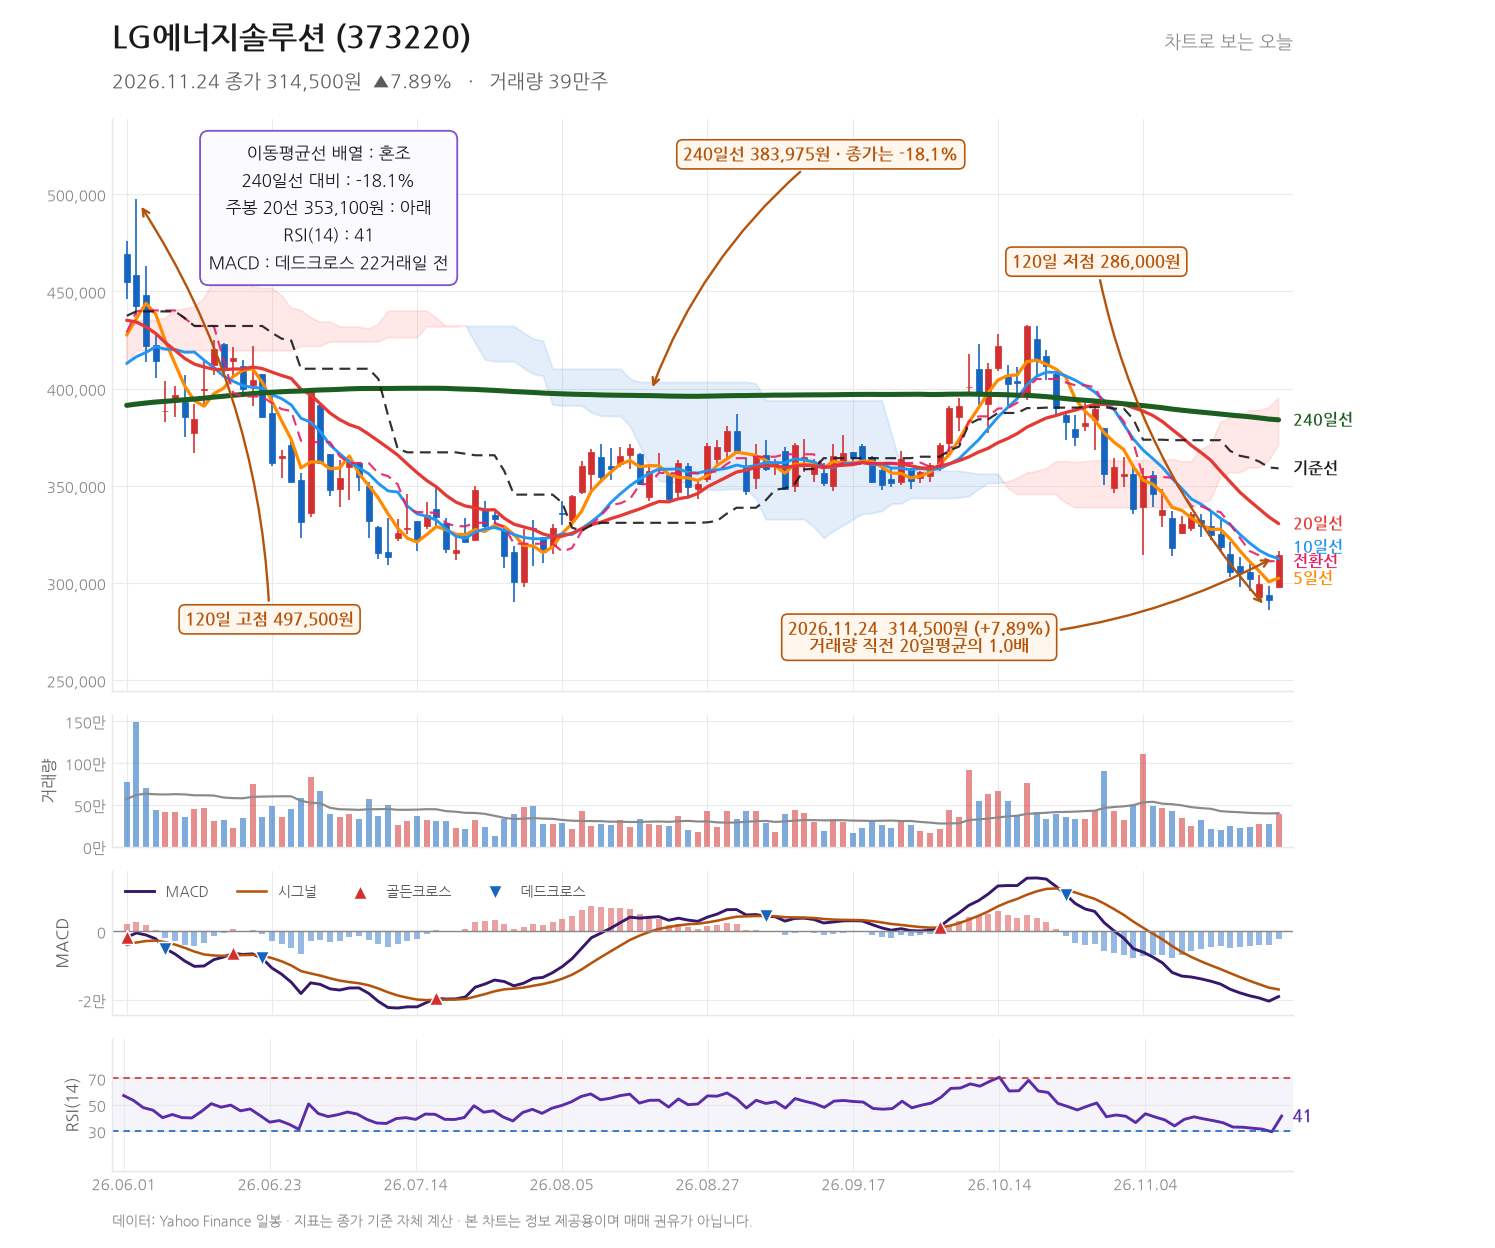 LG에너지솔루션 (373220)
차트로 보는 오늘
2026.11.24 종가 314,500원 ▲7.89% · 거래량 39만주
이동평균선 배열 : 혼조
240일선 대비 : -18.1%
주봉 20선 353,100원 : 아래
RSI(14) : 41
MACD : 데드크로스 22거래일 전
240일선 383,975원 · 종가는 -18.1%
120일 저점 286,000원
120일 고점 497,500원
2026.11.24 314,500원 (+7.89%)
거래량 직전 20일평균의 1.0배
500,000
450,000
400,000
350,000
300,000
250,000
240일선
기준선
20일선
10일선
전환선
5일선
거래량
150만
100만
50만
0만
MACD
시그널
골든크로스
데드크로스
MACD
0
-2만
RSI(14)
70
50
30
41
26.06.01
26.06.23
26.07.14
26.08.05
26.08.27
26.09.17
26.10.14
26.11.04
데이터: Yahoo Finance 일봉 · 지표는 종가 기준 자체 계산 · 본 차트는 정보 제공용이며 매매 권유가 아닙니다.